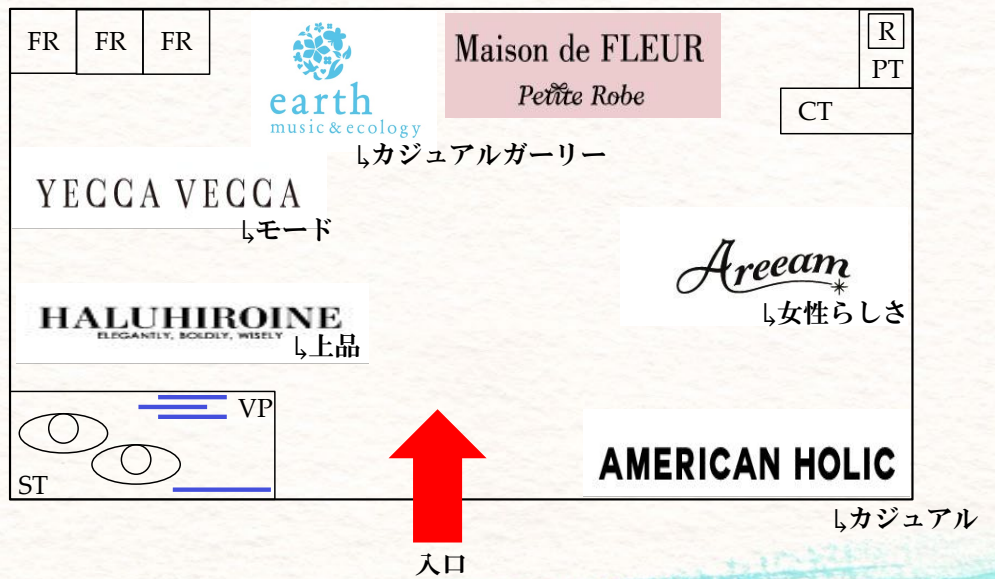 FR FR FR
earth
music&ecology
Maison de FLEUR
Petite Robe
R
PT
CT
↳カジュアルガーリー
YECCA VECCA
↳モード
Areeam
↳女性らしさ
HALUHIROINE
ELEGANTLY, BOLDLY, WISELY
↳上品
VP
ST
AMERICAN HOLIC
↳カジュアル
入口